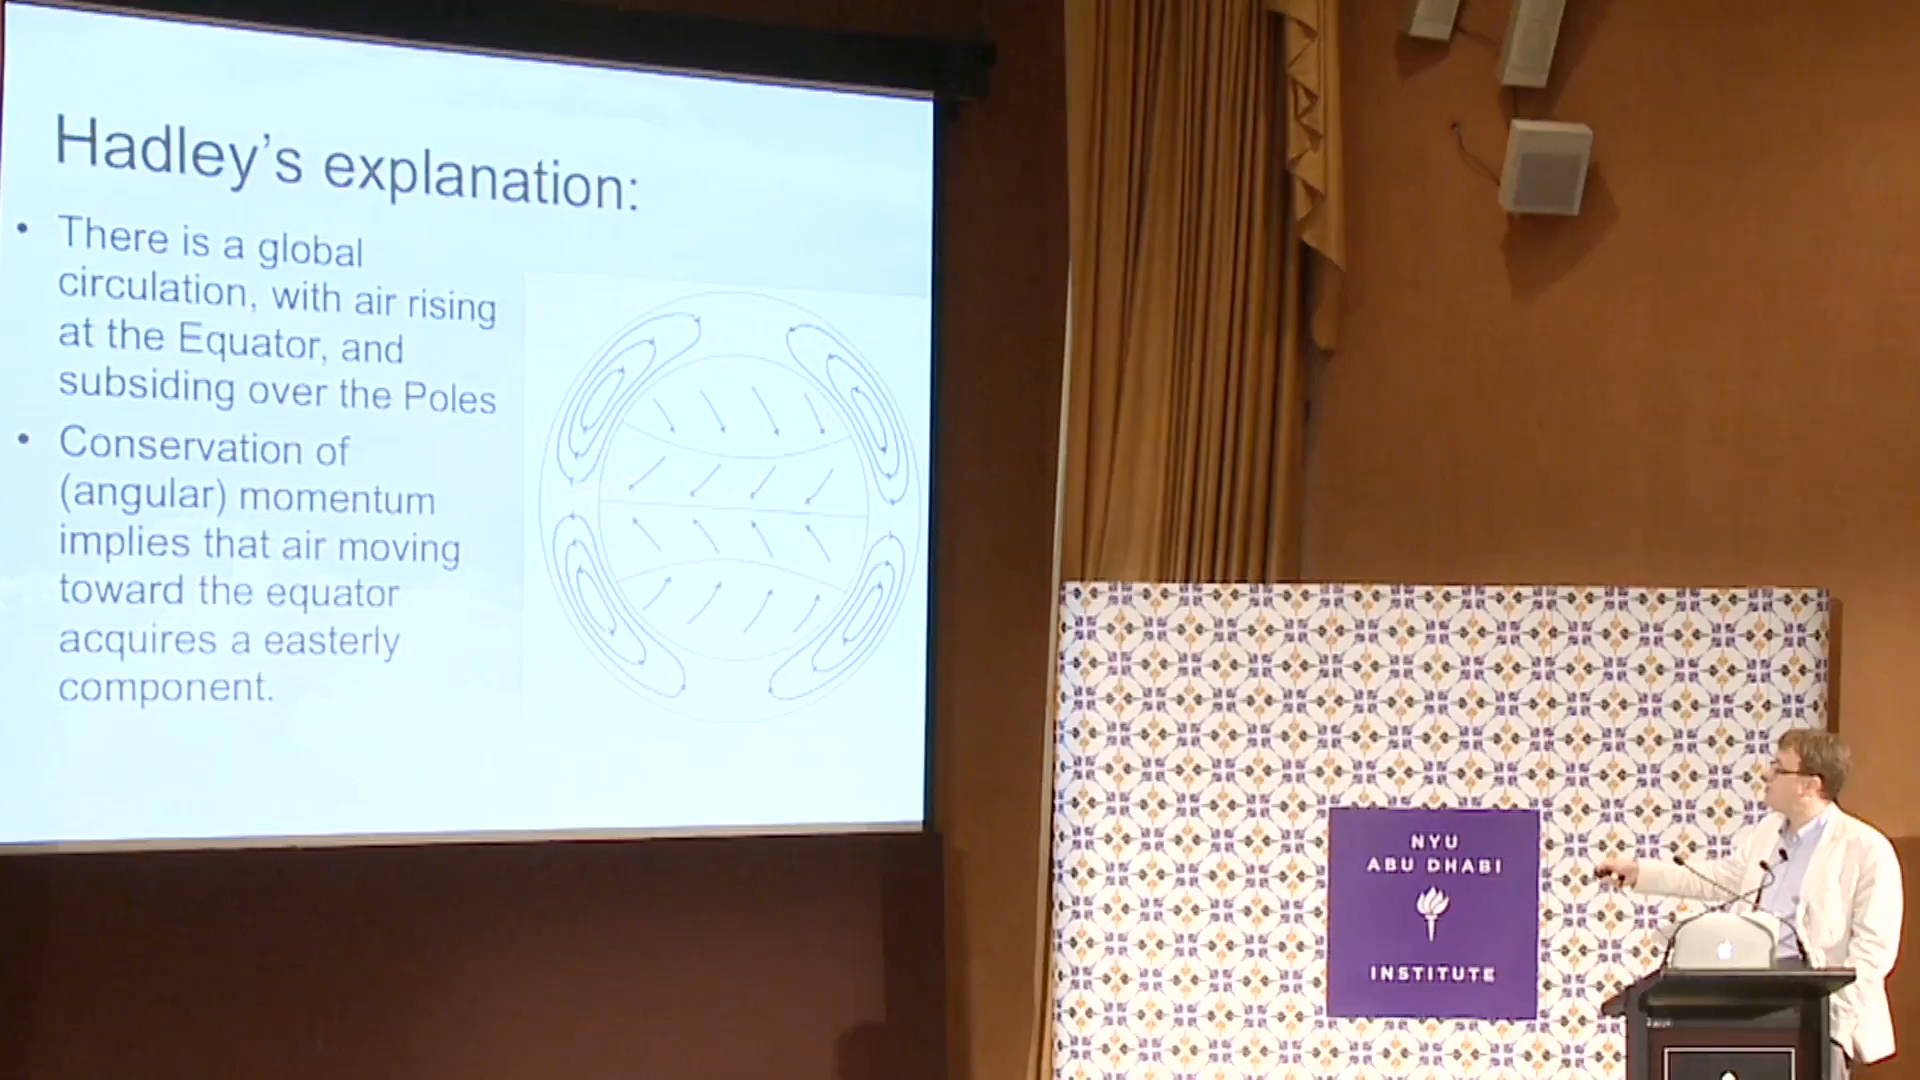 Hadley's explanation:
• There is a global
circulation, with air rising
at the Equator, and
subsiding over the Poles
• Conservation of
(angular) momentum
implies that air moving
toward the equator
acquires a easterly
component.
NYU
ABU DHABI
INSTITUTE